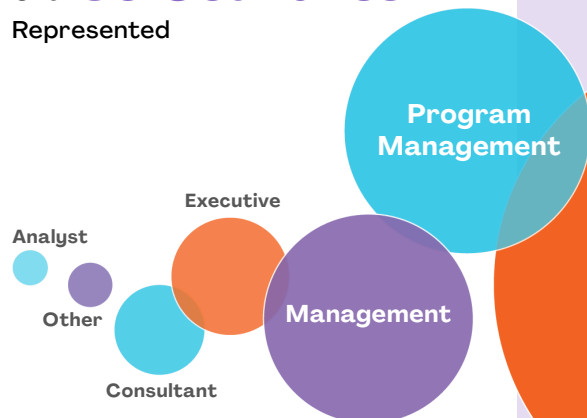 Represented
Program
Management
Executive
Analyst
Management
Other
Consultant